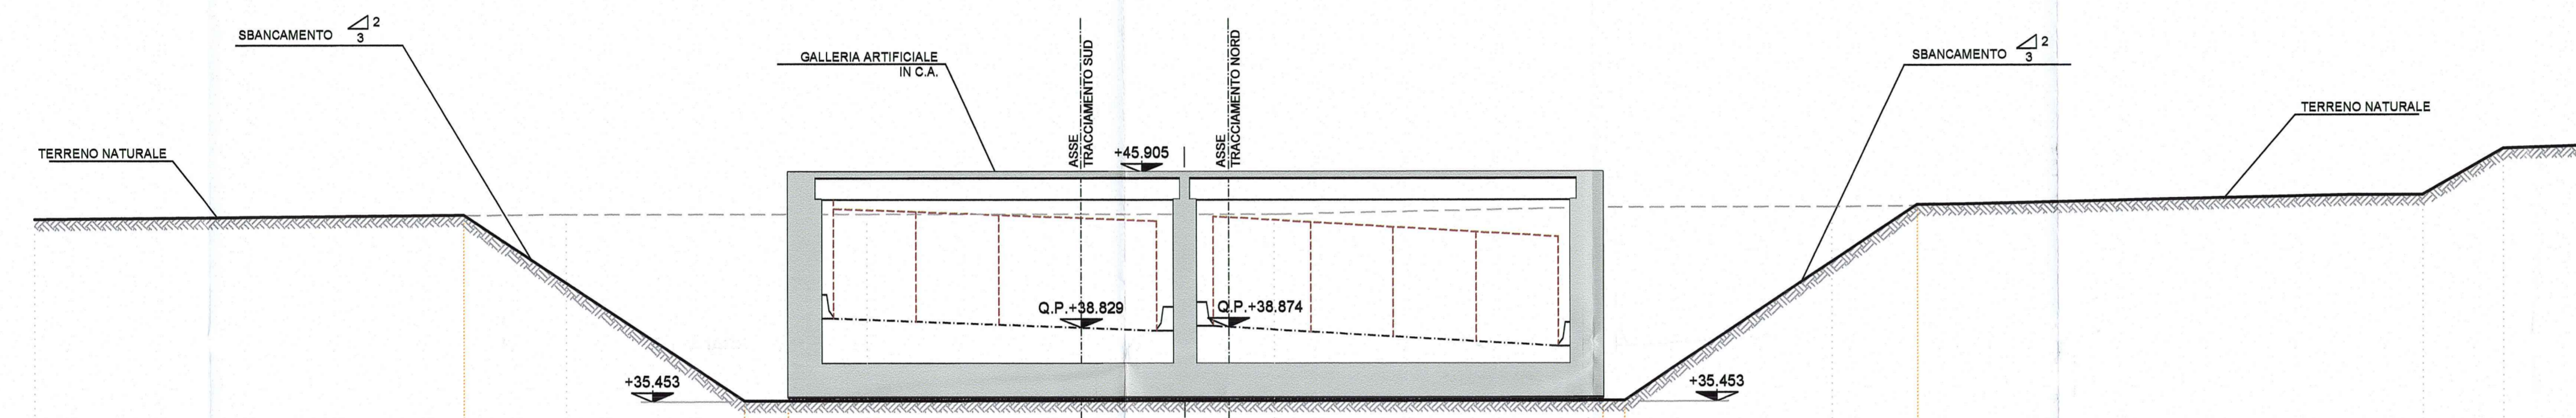 SBANCAMENTO 2
3
GALLERIA ARTIFICIALE
IN C.A.
ASSE
TRACCIAMENTO SUD
ASSE
TRACCIAMENTO NORD
SBANCAMENTO 2
3
TERRENO NATURALE
TERRENO NATURALE
+45.905
Q.P.+38.829
Q.P.+38.874
+35.453
+35.453